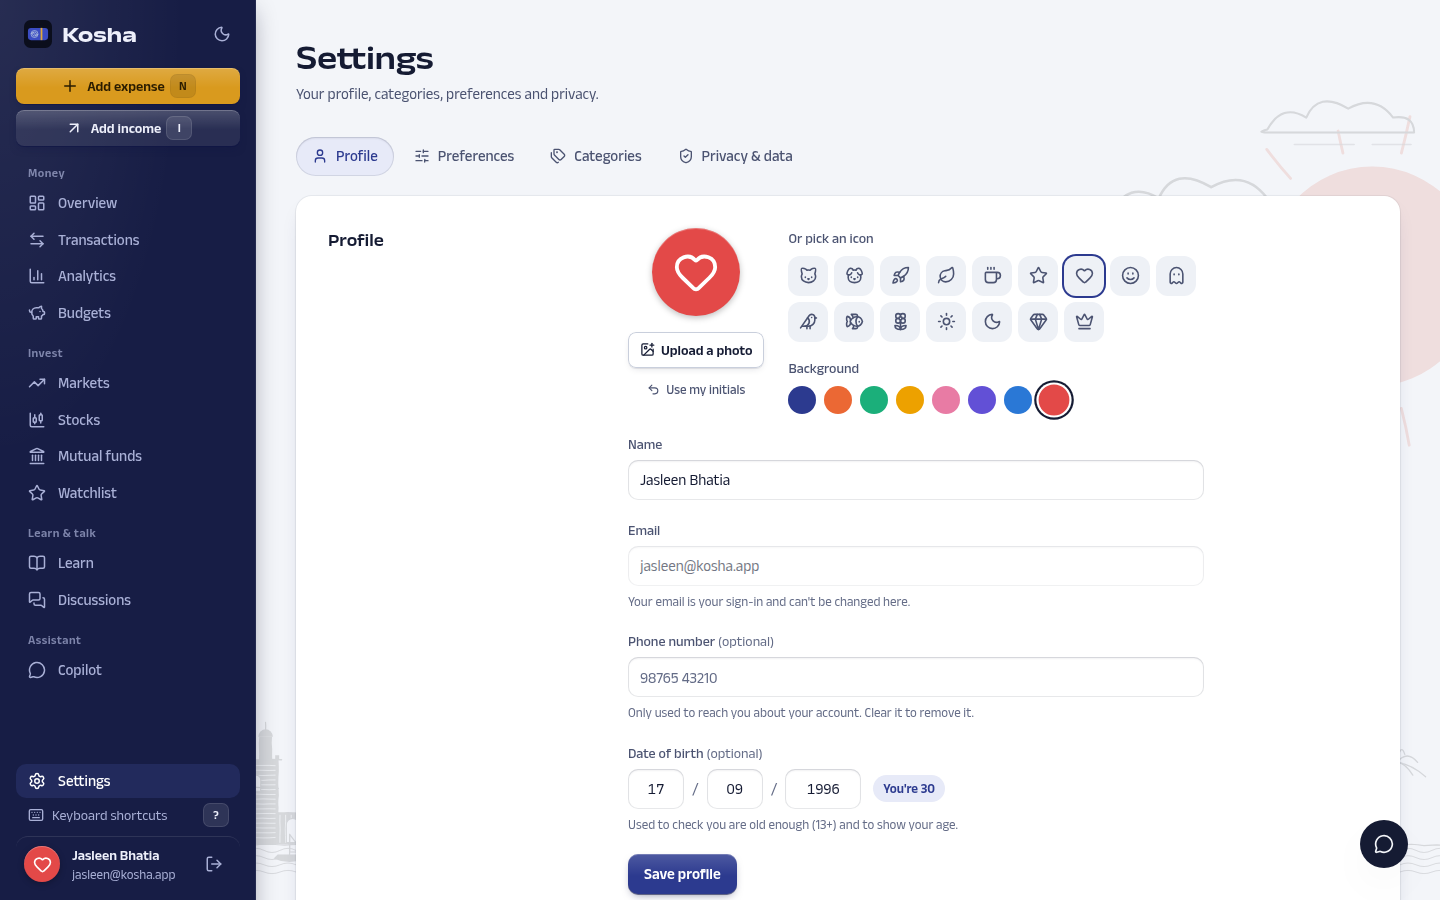 Kosha
Add expense N
Add income I
Money
Overview
Transactions
Analytics
Budgets
Invest
Markets
Stocks
Mutual funds
Watchlist
Learn & talk
Learn
Discussions
Assistant
Copilot
Settings
Keyboard shortcuts ?
Jasleen Bhatia
jasleen@kosha.app
Settings
Your profile, categories, preferences and privacy.
Profile Preferences Categories Privacy & data
Profile
Upload a photo
Use my initials
Or pick an icon
Background
Name
Jasleen Bhatia
Email
jasleen@kosha.app
Your email is your sign-in and can't be changed here.
Phone number (optional)
98765 43210
Only used to reach you about your account. Clear it to remove it.
Date of birth (optional)
17 / 09 / 1996 You're 30
Used to check you are old enough (13+) and to show your age.
Save profile